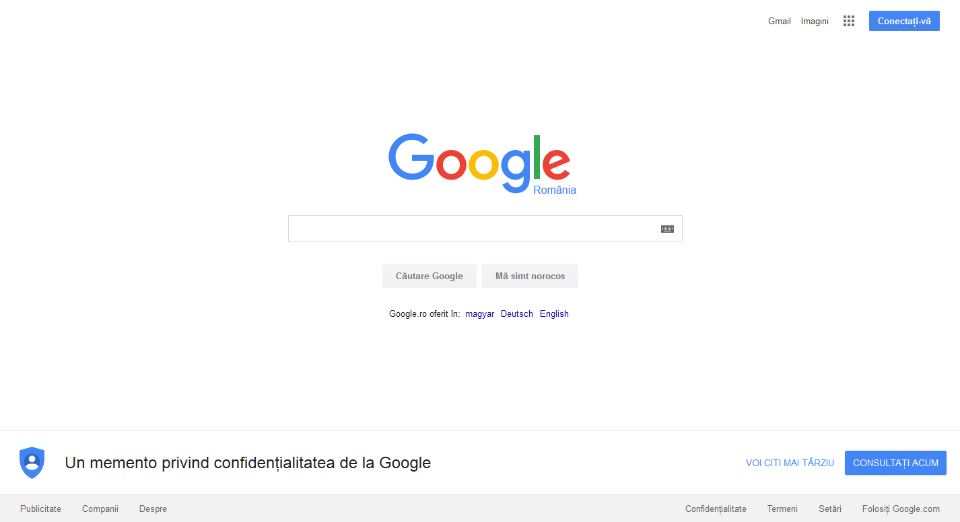 Gmail Imagini Conectați-vă
Google
România
Căutare Google Mă simt norocos
Google.ro oferit în: magyar Deutsch English
Un memento privind confidențialitatea de la Google VOI CITI MAI TÂRZIU CONSULTAȚI ACUM
Publicitate Companii Despre Confidențialitate Termeni Setări Folosiți Google.com